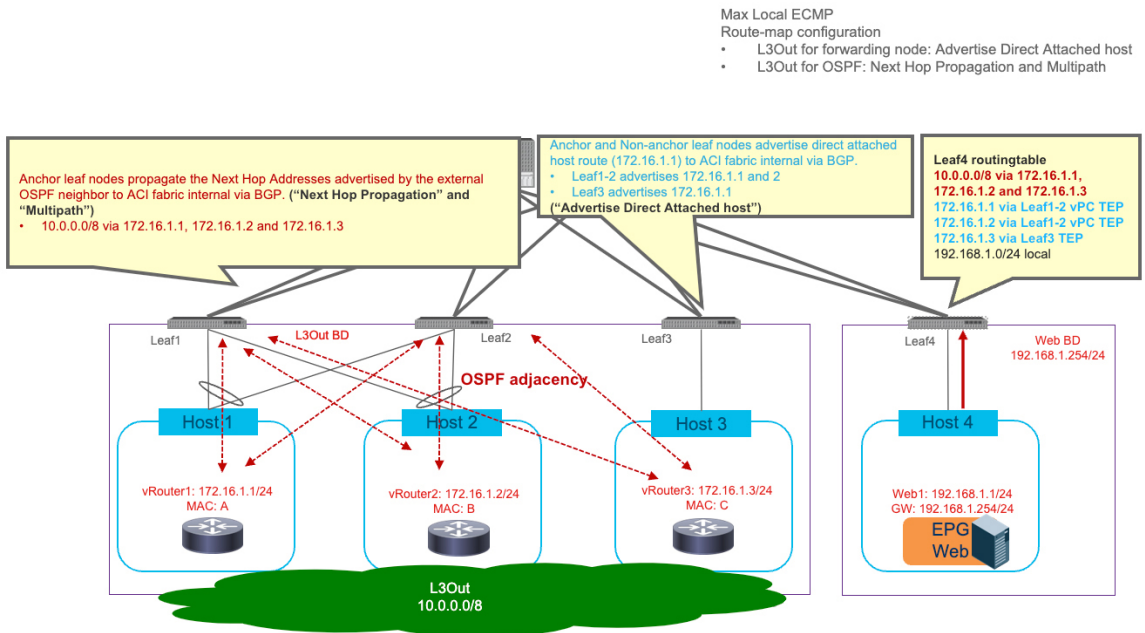 Max Local ECMP
Route-map configuration
• L3Out for forwarding node: Advertise Direct Attached host
• L3Out for OSPF: Next Hop Propagation and Multipath
Anchor leaf nodes propagate the Next Hop Addresses advertised by the external
OSPF neighbor to ACI fabric internal via BGP. (“Next Hop Propagation” and
“Multipath”)
• 10.0.0.0/8 via 172.16.1.1, 172.16.1.2 and 172.16.1.3
Anchor and Non-anchor leaf nodes advertise direct attached
host route (172.16.1.1) to ACI fabric internal via BGP.
• Leaf1-2 advertises 172.16.1.1 and 2
• Leaf3 advertises 172.16.1.1
(“Advertise Direct Attached host”)
Leaf4 routingtable
10.0.0.0/8 via 172.16.1.1,
172.16.1.2 and 172.16.1.3
172.16.1.1 via Leaf1-2 vPC TEP
172.16.1.2 via Leaf1-2 vPC TEP
172.16.1.3 via Leaf3 TEP
192.168.1.0/24 local
Leaf1
L3Out BD
Leaf2
Leaf3
Leaf4
Web BD
192.168.1.254/24
OSPF adjacency
Host 1
Host 2
Host 3
Host 4
vRouter1: 172.16.1.1/24
MAC: A
vRouter2: 172.16.1.2/24
MAC: B
vRouter3: 172.16.1.3/24
MAC: C
Web1: 192.168.1.1/24
GW: 192.168.1.254/24
EPG
Web
L3Out
10.0.0.0/8